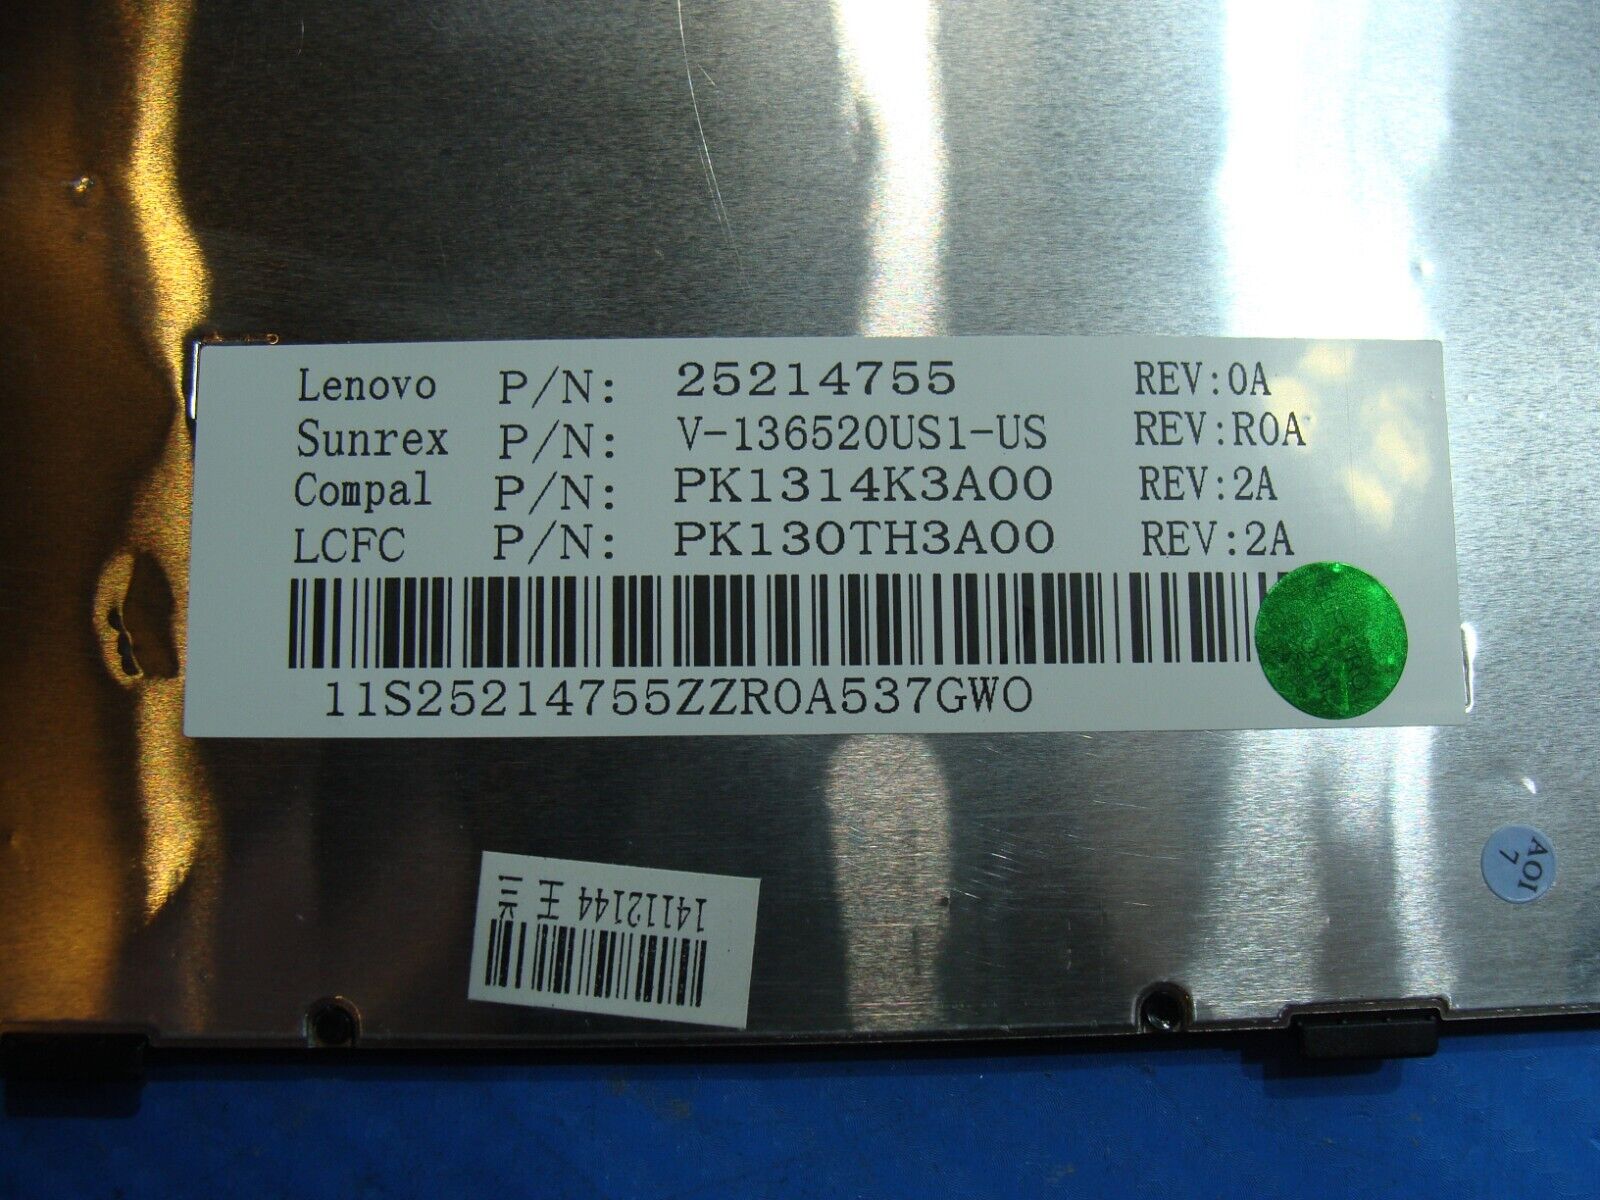 Lenovo P/N: 25214755 REV:0A
Sunrex P/N: V-136520US1-US REV:R0A
Compal P/N: PK1314K3A00 REV:2A
LCFC P/N: PK130TH3A00 REV:2A
11S25214755ZZR0A537GW0
14112144 王三兰
AOI
7